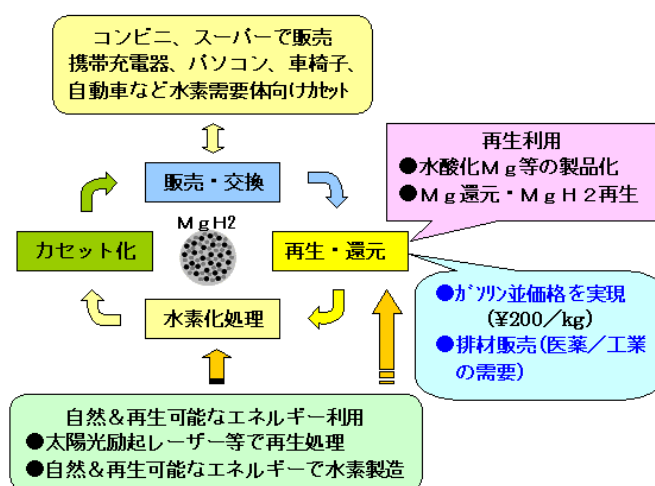 コンビニ、スーパーで販売
携帯充電器、パソコン、車椅子、
自動車など水素需要体向けｶｾｯﾄ
再生利用
●水酸化Ｍｇ等の製品化
●Ｍｇ還元・ＭｇＨ２再生
販売・交換
ＭｇH2
カセット化
再生・還元
水素化処理
●ｶﾞｿﾘﾝ並価格を実現
(¥200／kg)
●排材販売(医薬／工業
の需要)
自然＆再生可能なエネルギー利用
●太陽光励起レーザー等で再生処理
●自然＆再生可能なエネルギーで水素製造